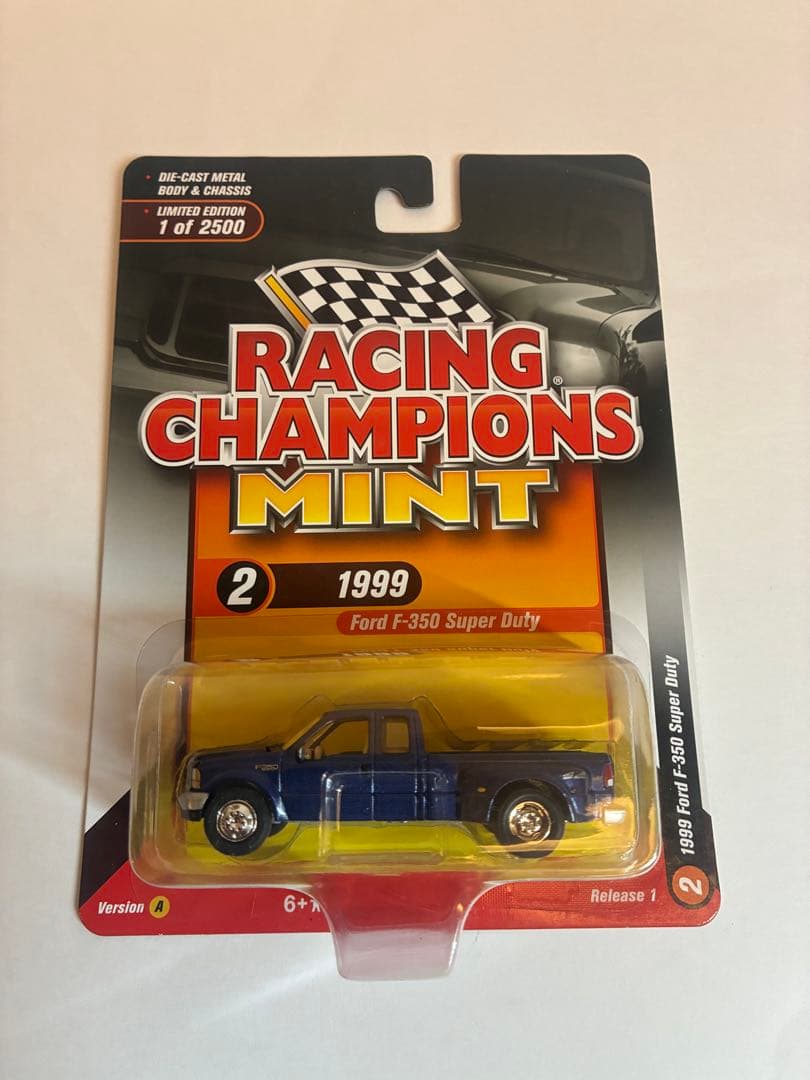 • DIE-CAST METAL
BODY & CHASSIS
• LIMITED EDITION
1 of 2500
RACING
CHAMPIONS®
MINT
2 1999
Ford F-350 Super Duty
2 1999 Ford F-350 Super Duty
Version A
6+
Release 1